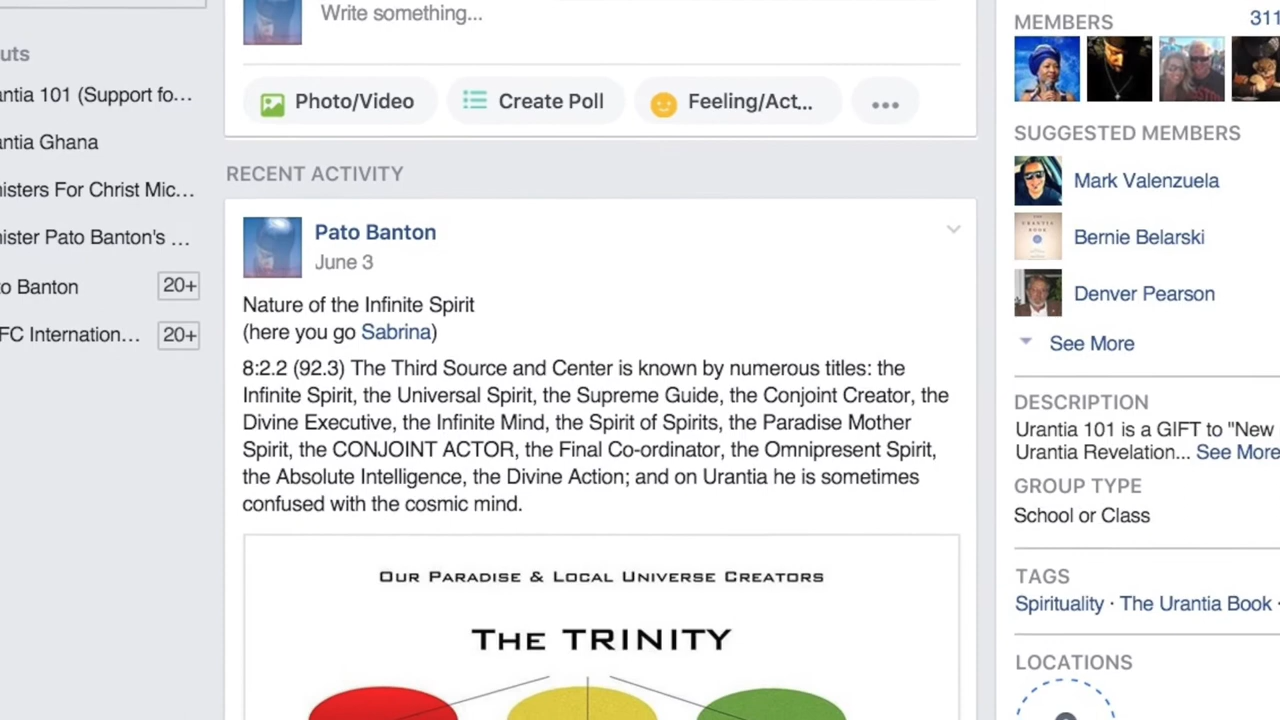 Write something...
Photo/Video
Create Poll
Feeling/Act...
RECENT ACTIVITY
Pato Banton
June 3
Nature of the Infinite Spirit
(here you go Sabrina)
8:2.2 (92.3) The Third Source and Center is known by numerous titles: the
Infinite Spirit, the Universal Spirit, the Supreme Guide, the Conjoint Creator, the
Divine Executive, the Infinite Mind, the Spirit of Spirits, the Paradise Mother
Spirit, the CONJOINT ACTOR, the Final Co-ordinator, the Omnipresent Spirit,
the Absolute Intelligence, the Divine Action; and on Urantia he is sometimes
confused with the cosmic mind.
OUR PARADISE & LOCAL UNIVERSE CREATORS
THE TRINITY
uts
antia 101 (Support fo...
antia Ghana
nisters For Christ Mic...
nister Pato Banton's ...
to Banton 20+
FC Internation... 20+
MEMBERS 311
SUGGESTED MEMBERS
Mark Valenzuela
Bernie Belarski
Denver Pearson
See More
DESCRIPTION
Urantia 101 is a GIFT to "New
Urantia Revelation... See More
GROUP TYPE
School or Class
TAGS
Spirituality · The Urantia Book ·
LOCATIONS